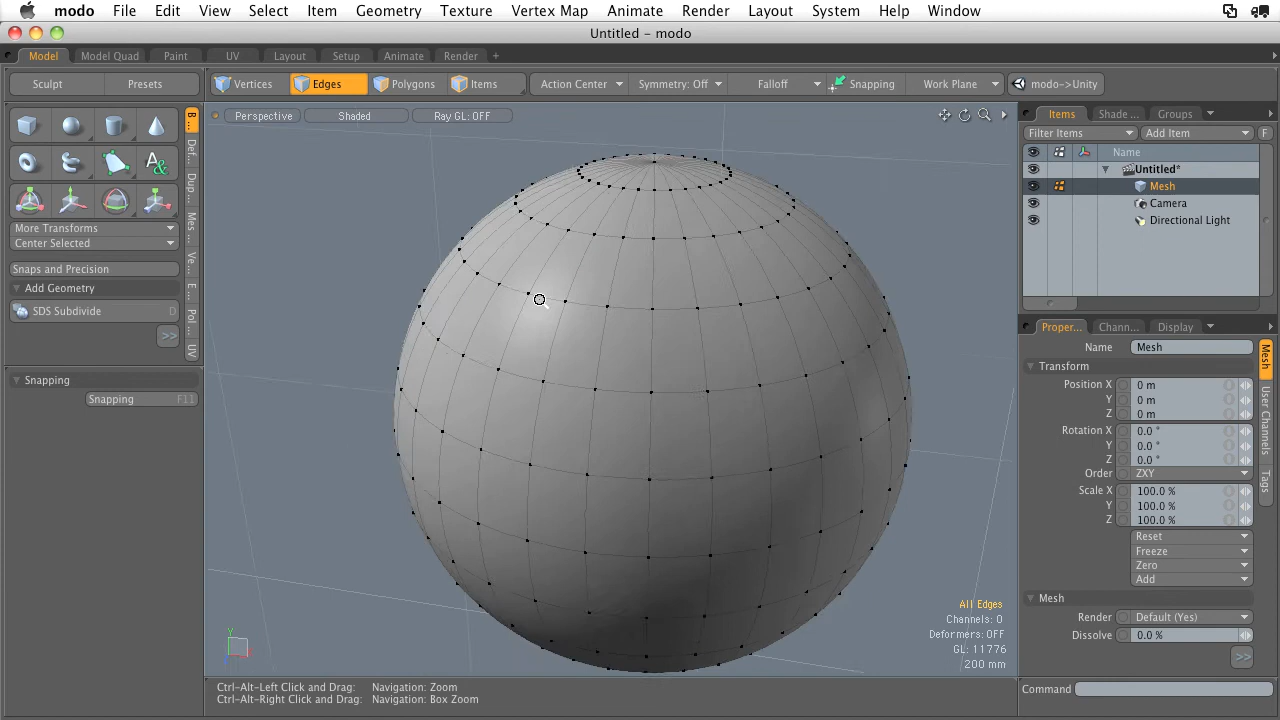 modo File Edit View Select Item Geometry Texture Vertex Map Animate Render Layout System Help Window
Untitled - modo
Model Model Quad Paint UV Layout Setup Animate Render +
Sculpt Presets Vertices Edges Polygons Items Action Center Symmetry: Off Falloff Snapping Work Plane modo->Unity
Perspective Shaded Ray GL: OFF
B ...
Def...
Dup...
Mes ...
Ve...
E ...
Pol ...
UV
More Transforms
Center Selected
Snaps and Precision
Add Geometry
SDS Subdivide D
>>
Snapping
Snapping F11
Y
All Edges
Channels: 0
Deformers: OFF
GL: 11776
200 mm
Ctrl-Alt-Left Click and Drag: Navigation: Zoom
Ctrl-Alt-Right Click and Drag: Navigation: Box Zoom
Items Shade ... Groups
Filter Items Add Item F
Name
Untitled*
Mesh
Camera
Directional Light
Proper... Chann... Display
Name Mesh
Transform
Position X 0 m
Y 0 m
Z 0 m
Rotation X 0.0 °
Y 0.0 °
Z 0.0 °
Order ZXY
Scale X 100.0 %
Y 100.0 %
Z 100.0 %
Reset
Freeze
Zero
Add
Mesh
Render Default (Yes)
Dissolve 0.0 %
>>
Mesh
User Channels
Tags
Command